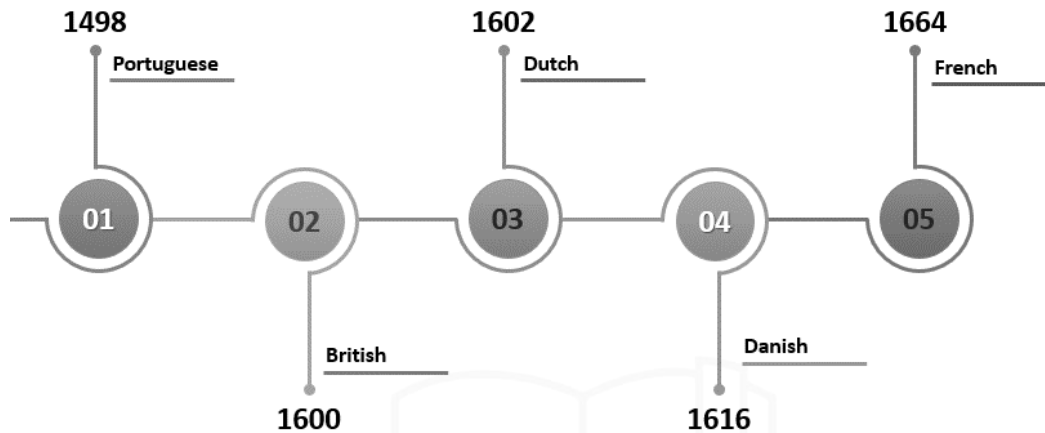 1498
Portuguese
1602
Dutch
1664
French
01
02
03
04
05
British
1600
Danish
1616